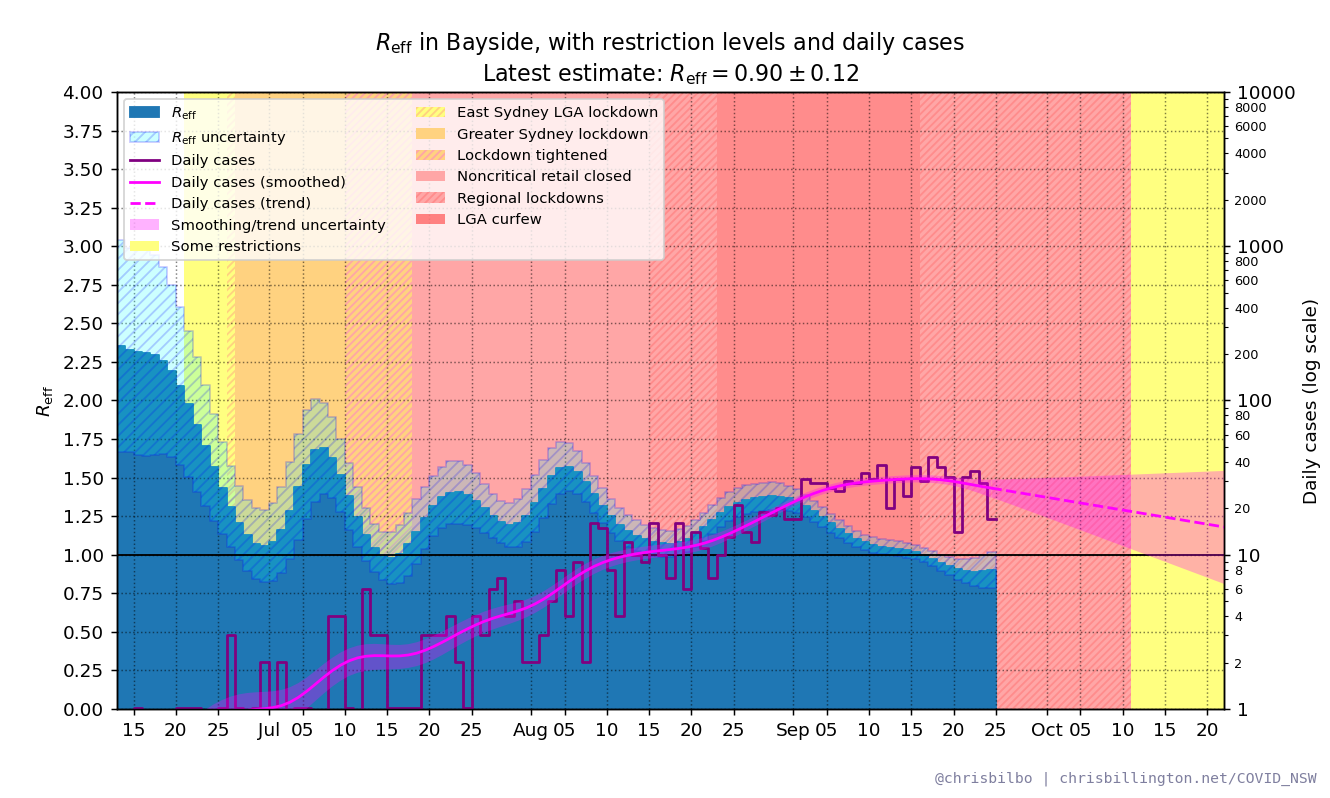 R_eff in Bayside, with restriction levels and daily cases
Latest estimate: R_eff = 0.90 ± 0.12
4.00
3.75
3.50
3.25
3.00
2.75
2.50
2.25
2.00
1.75
1.50
1.25
1.00
0.75
0.50
0.25
0.00
R_eff
R_eff
R_eff uncertainty
Daily cases
Daily cases (smoothed)
Daily cases (trend)
Smoothing/trend uncertainty
Some restrictions
East Sydney LGA lockdown
Greater Sydney lockdown
Lockdown tightened
Noncritical retail closed
Regional lockdowns
LGA curfew
10000
8000
6000
4000
2000
1000
800
600
400
200
100
80
60
40
20
10
8
6
4
2
1
Daily cases (log scale)
15 20 25 Jul 05 10 15 20 25 Aug 05 10 15 20 25 Sep 05 10 15 20 25 Oct 05 10 15 20
@chrisbilbo | chrisbillington.net/COVID_NSW